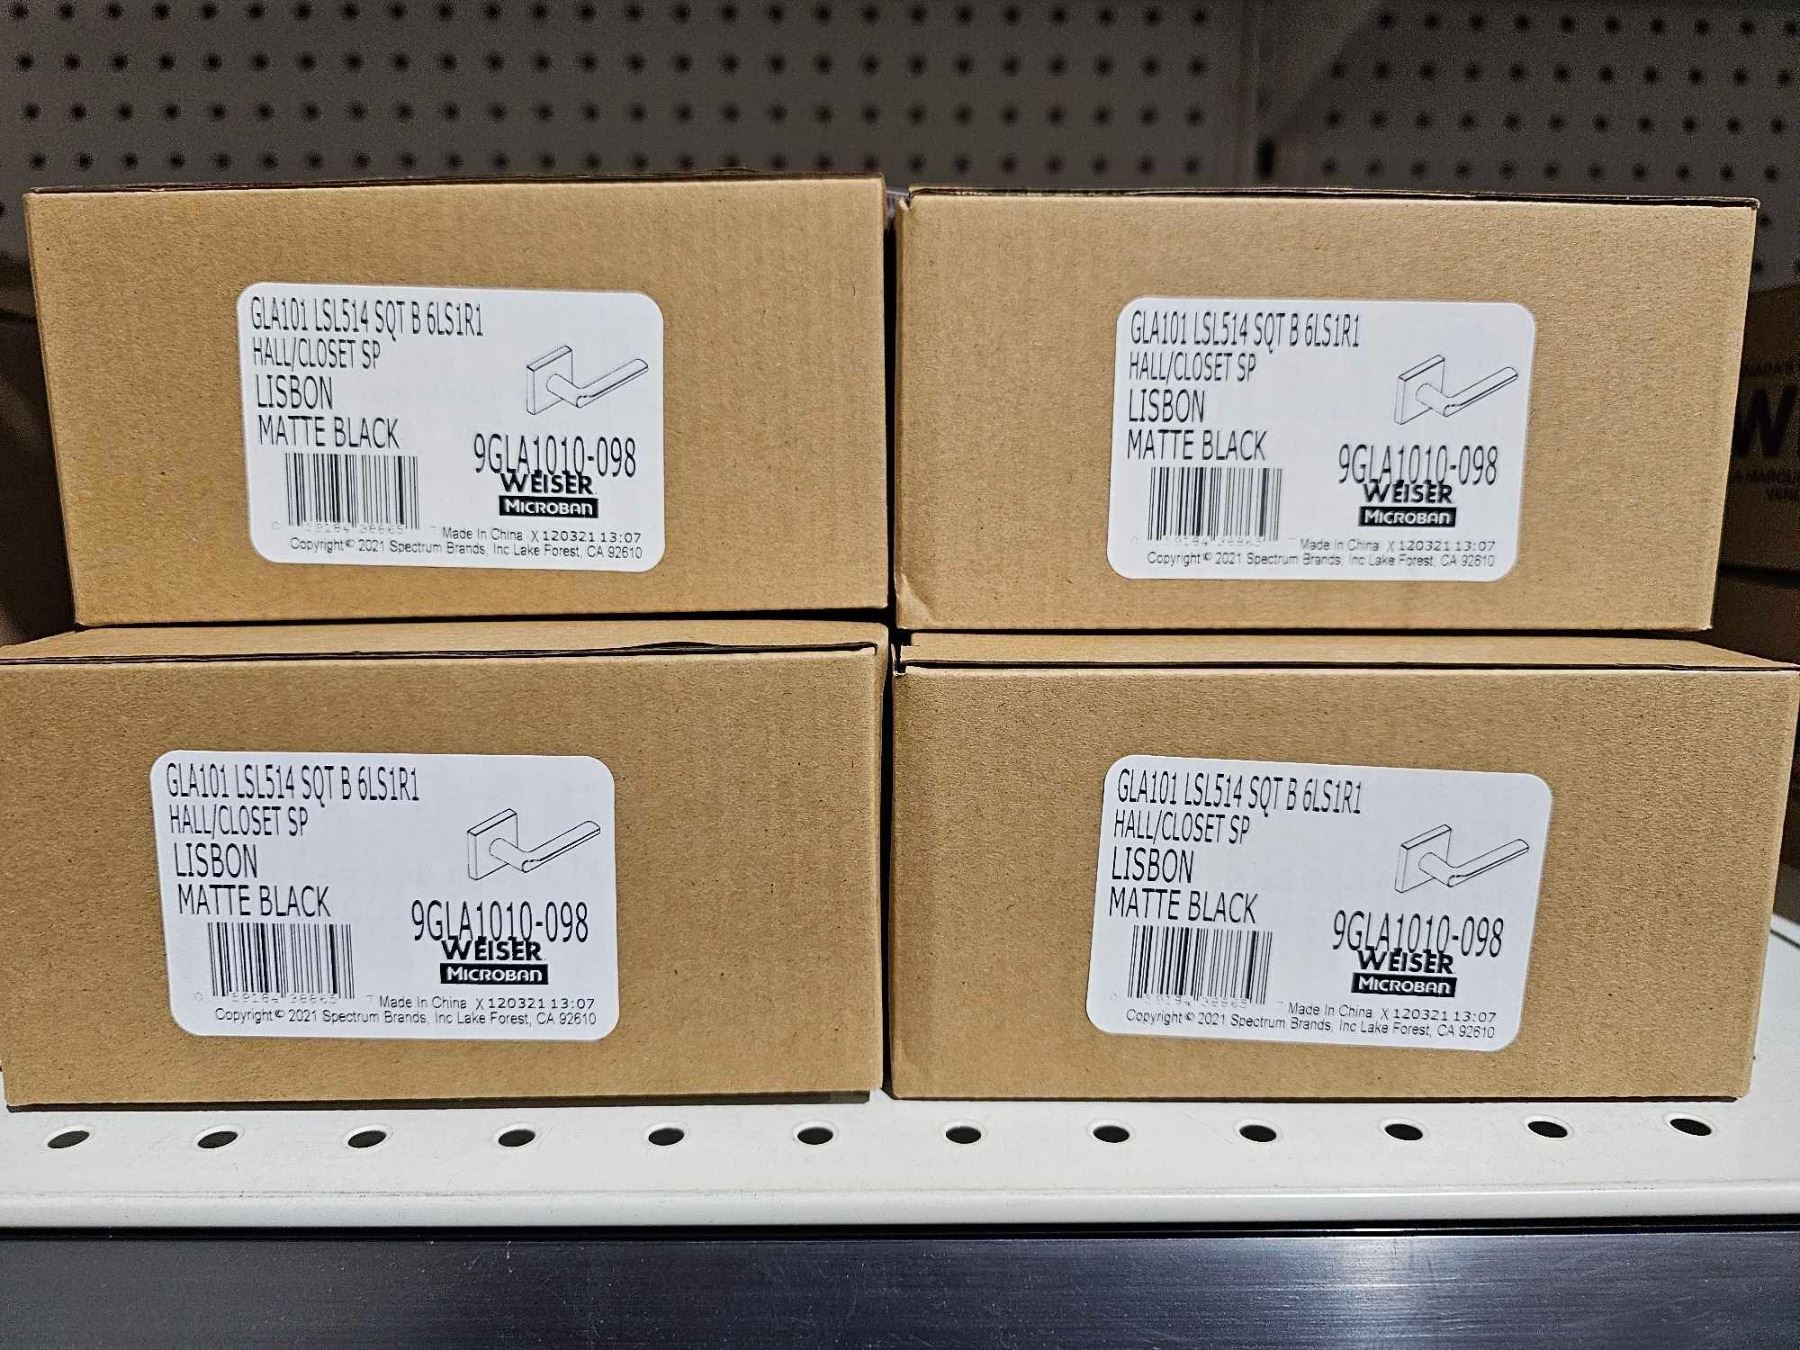 GLA101 LSL514 SQT B 6LS1R1
HALL/CLOSET SP
LISBON
MATTE BLACK
9GLA1010-098
WEISER
MICROBAN
Made In China X 120321 13:07
Copyright © 2021 Spectrum Brands, Inc Lake Forest, CA 92610
GLA101 LSL514 SQT B 6LS1R1
HALL/CLOSET SP
LISBON
MATTE BLACK
9GLA1010-098
WEISER
MICROBAN
Made In China X 120321 13:07
Copyright © 2021 Spectrum Brands, Inc Lake Forest, CA 92610
GLA101 LSL514 SQT B 6LS1R1
HALL/CLOSET SP
LISBON
MATTE BLACK
9GLA1010-098
WEISER
MICROBAN
Made In China X 120321 13:07
Copyright © 2021 Spectrum Brands, Inc Lake Forest, CA 92610
GLA101 LSL514 SQT B 6LS1R1
HALL/CLOSET SP
LISBON
MATTE BLACK
9GLA1010-098
WEISER
MICROBAN
Made In China X 120321 13:07
Copyright © 2021 Spectrum Brands, Inc Lake Forest, CA 92610